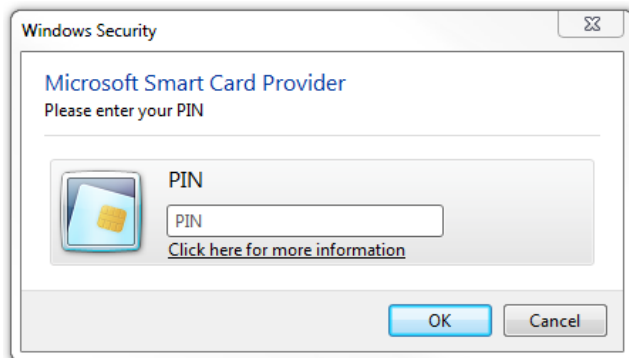 Windows Security
Microsoft Smart Card Provider
Please enter your PIN
PIN
PIN
Click here for more information
OK
Cancel